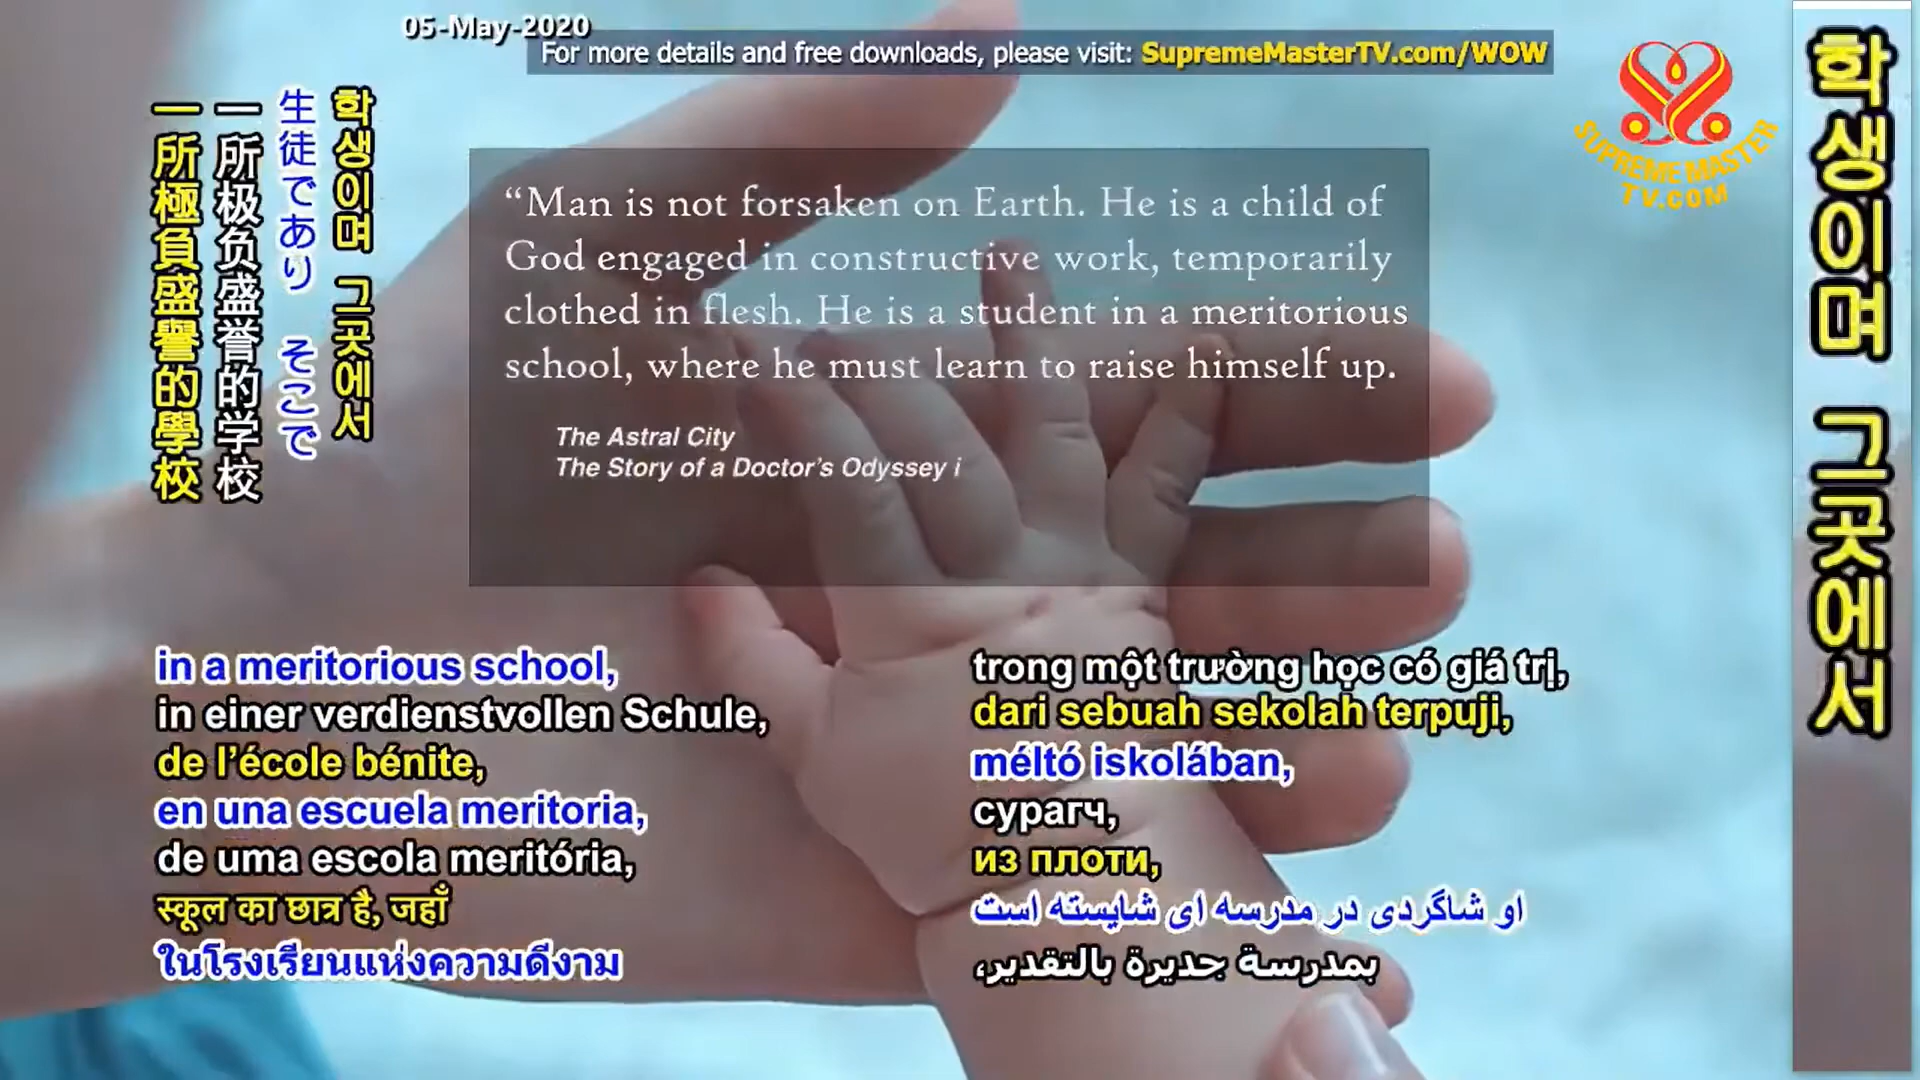 05-May-2020
For more details and free downloads, please visit: SupremeMasterTV.com/WOW
SUPREME MASTER
TV.COM
학생이며 그곳에서
학생이며 그곳에서
生徒であり そこで
一所极负盛誉的学校
一所極負盛譽的學校
“Man is not forsaken on Earth. He is a child of
God engaged in constructive work, temporarily
clothed in flesh. He is a student in a meritorious
school, where he must learn to raise himself up.
The Astral City
The Story of a Doctor’s Odyssey i
in a meritorious school,
in einer verdienstvollen Schule,
de l’école bénite,
en una escuela meritoria,
de uma escola meritória,
स्कूल का छात्र है, जहाँ
ในโรงเรียนแห่งความดีงาม
trong một trường học có giá trị,
dari sebuah sekolah terpuji,
méltó iskolában,
сурагч,
из плоти,
او شاگردی در مدرسه ای شایسته است
بمدرسة جديرة بالتقدير،